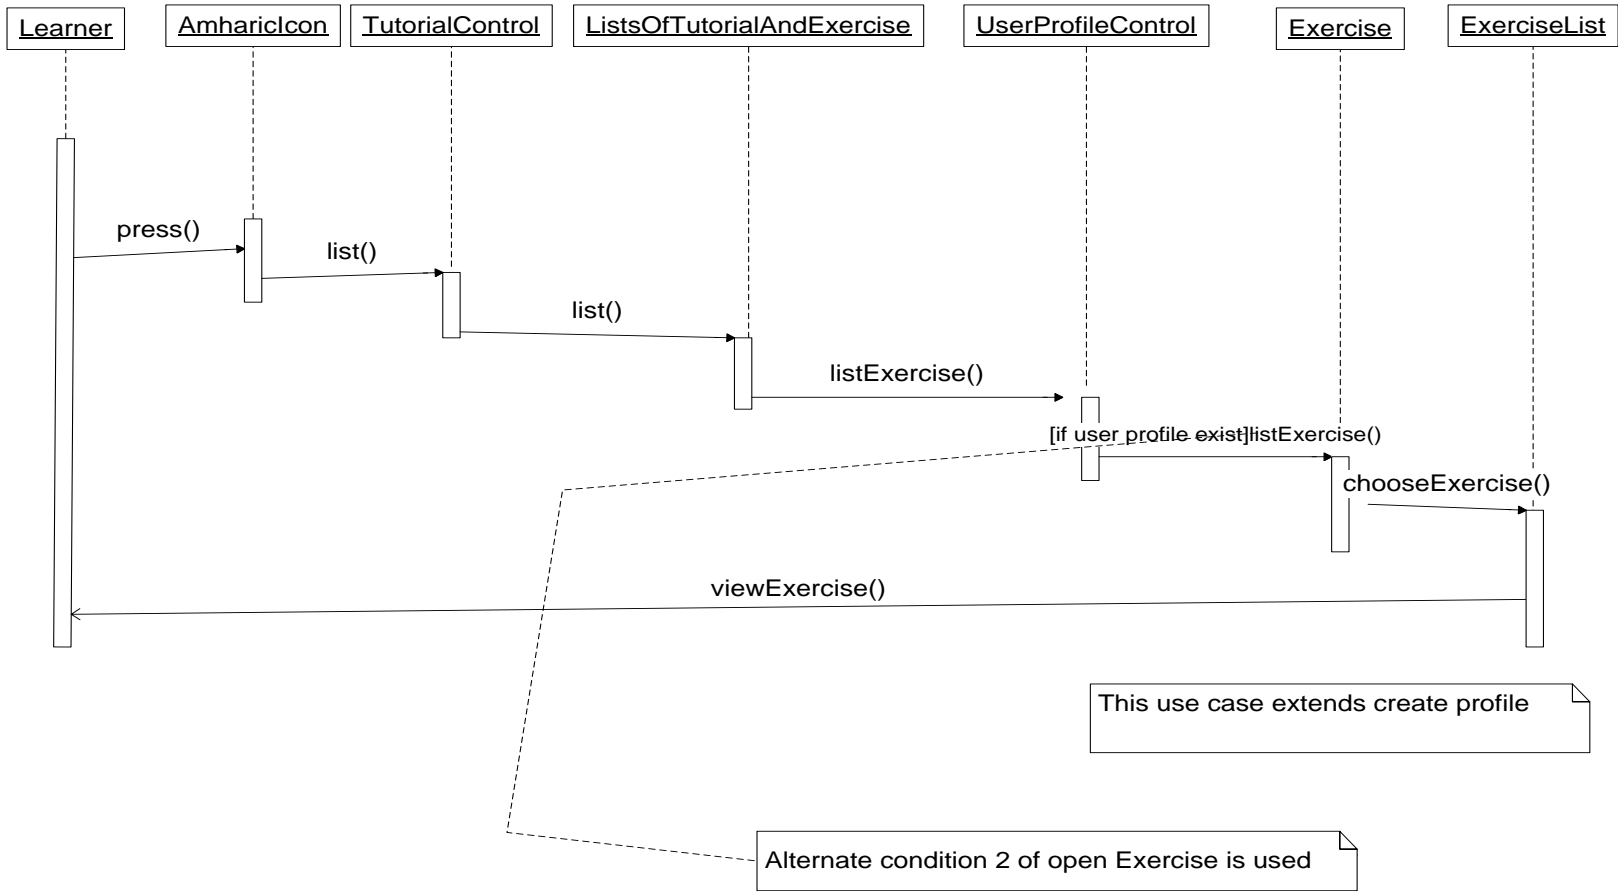 Learner
AmharicIcon
TutorialControl
ListsOfTutorialAndExercise
UserProfileControl
Exercise
ExerciseList
press()
list()
list()
listExercise()
[if user profile exist]listExercise()
chooseExercise()
viewExercise()
This use case extends create profile
Alternate condition 2 of open Exercise is used